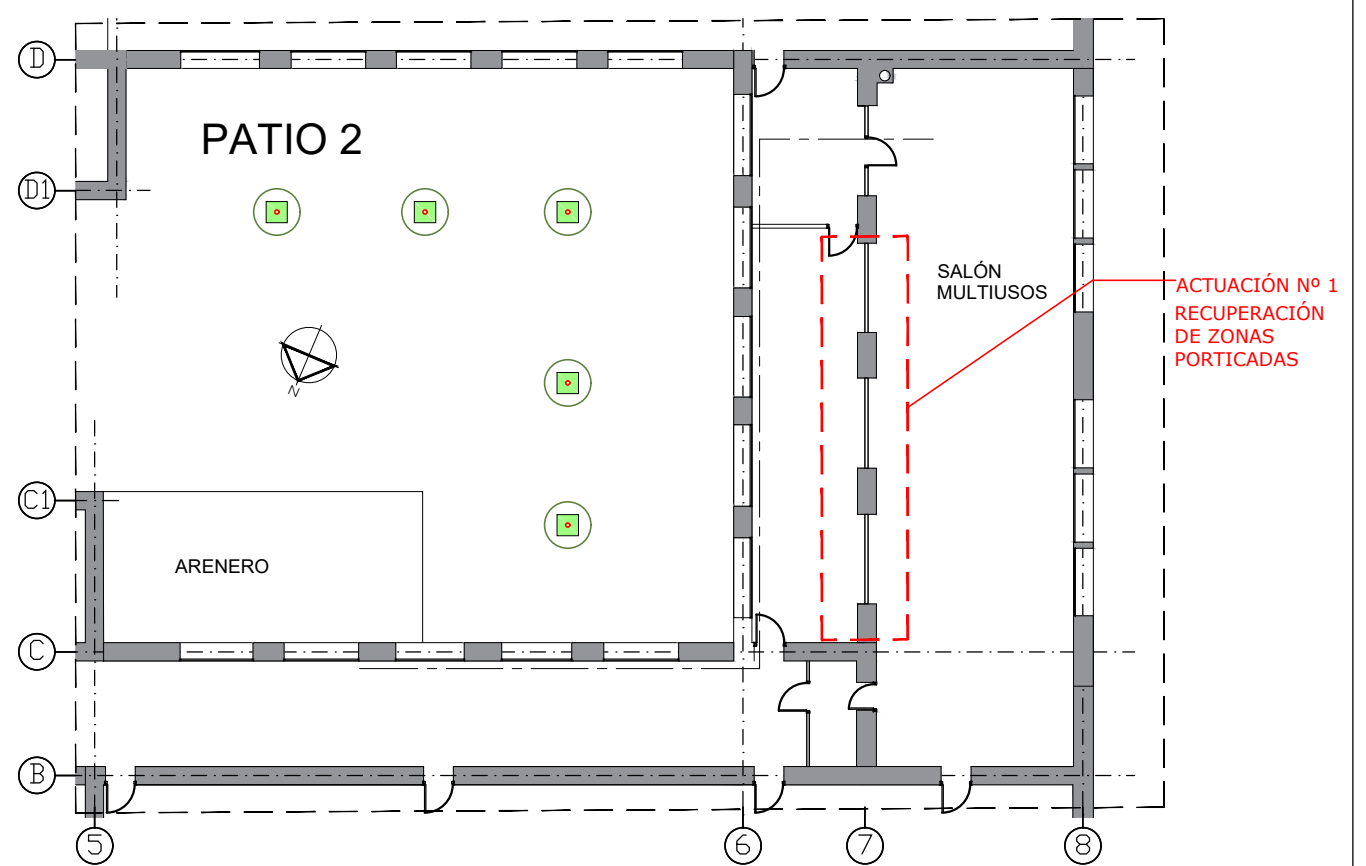 D
PATIO 2
D1
SALÓN
MULTIUSOS
ACTUACIÓN Nº 1
RECUPERACIÓN
DE ZONAS
PORTICADAS
N
C1
ARENERO
C
B
5
6
7
8